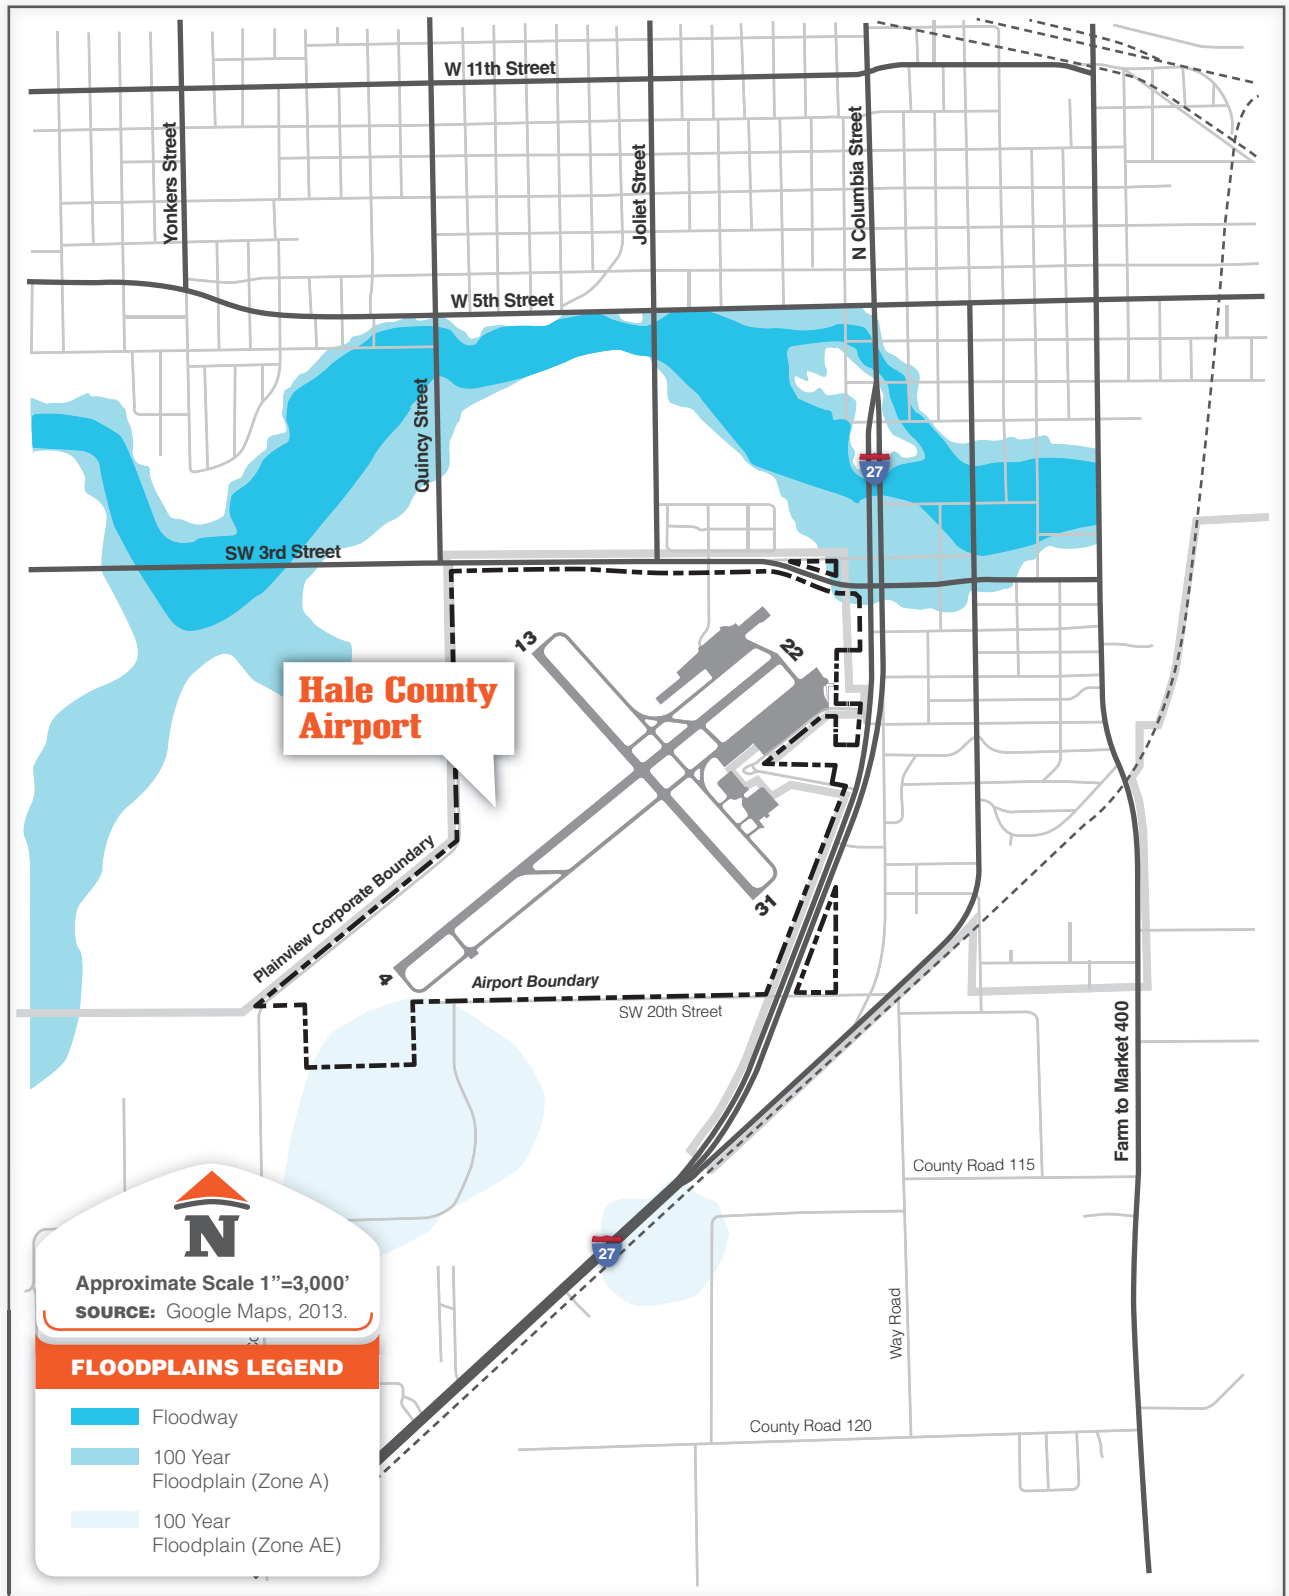 W 11th Street
Yonkers Street
Joliet Street
N Columbia Street
W 5th Street
Quincy Street
27
SW 3rd Street
13
22
Hale County
Airport
Plainview Corporate Boundary
31
4
Airport Boundary
SW 20th Street
Farm to Market 400
County Road 115
N
27
Approximate Scale 1”=3,000’
SOURCE: Google Maps, 2013.
Way Road
FLOODPLAINS LEGEND
Floodway
County Road 120
100 Year
Floodplain (Zone A)
100 Year
Floodplain (Zone AE)